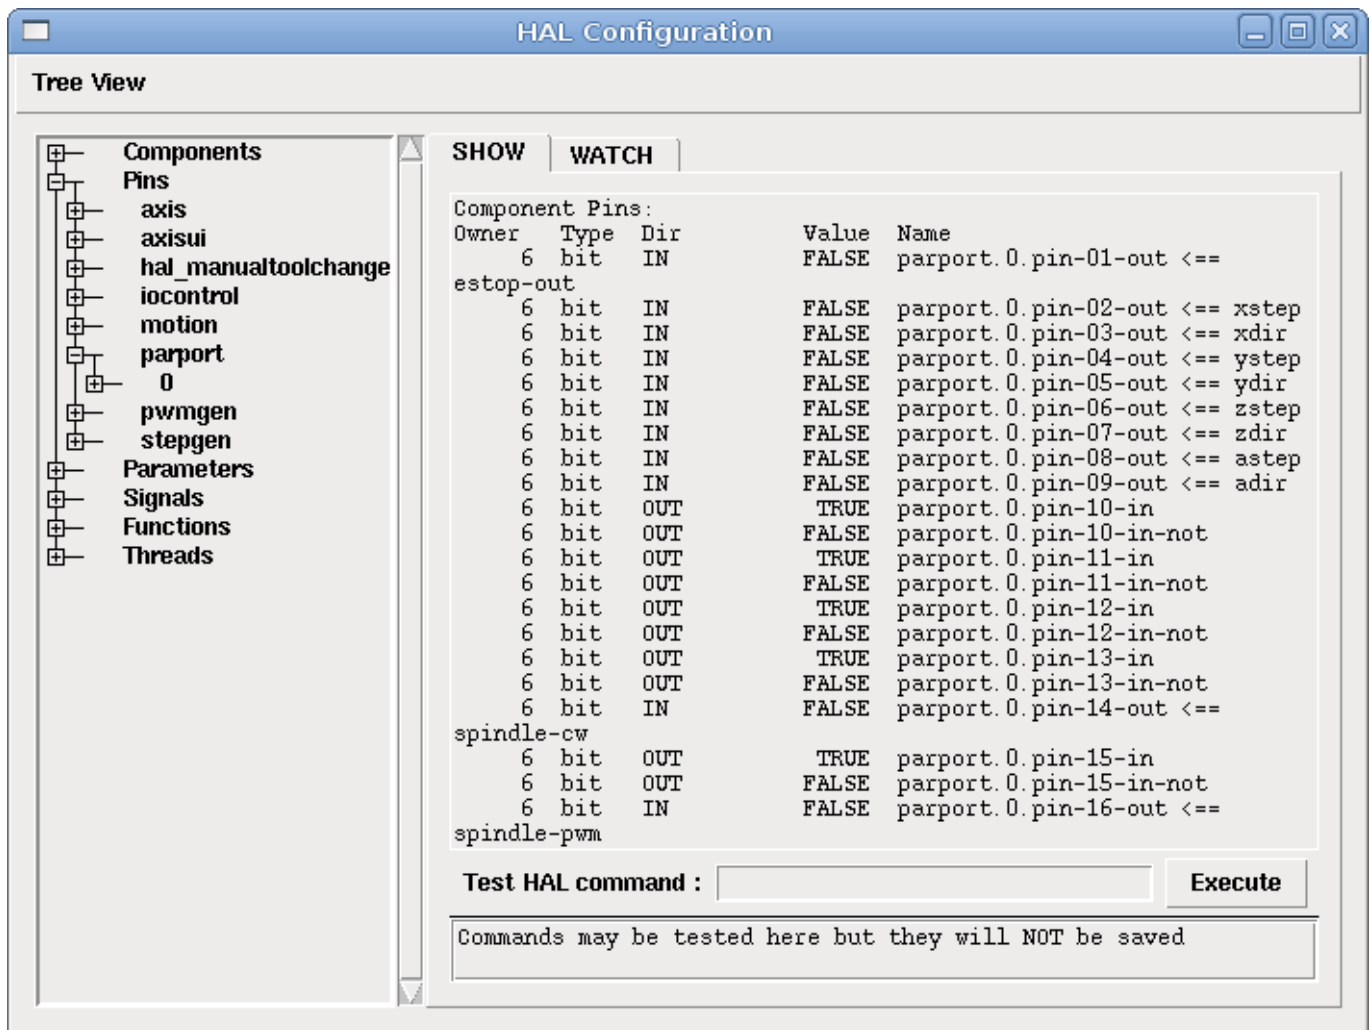 HAL Configuration
Tree View
Components
Pins
axis
axisui
hal_manualtoolchange
iocontrol
motion
parport
0
pwmgen
stepgen
Parameters
Signals
Functions
Threads
SHOW WATCH
Component Pins:
Owner Type Dir Value Name
6 bit IN FALSE parport.0.pin-01-out <==
estop-out
6 bit IN FALSE parport.0.pin-02-out <== xstep
6 bit IN FALSE parport.0.pin-03-out <== xdir
6 bit IN FALSE parport.0.pin-04-out <== ystep
6 bit IN FALSE parport.0.pin-05-out <== ydir
6 bit IN FALSE parport.0.pin-06-out <== zstep
6 bit IN FALSE parport.0.pin-07-out <== zdir
6 bit IN FALSE parport.0.pin-08-out <== astep
6 bit IN FALSE parport.0.pin-09-out <== adir
6 bit OUT TRUE parport.0.pin-10-in
6 bit OUT FALSE parport.0.pin-10-in-not
6 bit OUT TRUE parport.0.pin-11-in
6 bit OUT FALSE parport.0.pin-11-in-not
6 bit OUT TRUE parport.0.pin-12-in
6 bit OUT FALSE parport.0.pin-12-in-not
6 bit OUT TRUE parport.0.pin-13-in
6 bit OUT FALSE parport.0.pin-13-in-not
6 bit IN FALSE parport.0.pin-14-out <==
spindle-cw
6 bit OUT TRUE parport.0.pin-15-in
6 bit OUT FALSE parport.0.pin-15-in-not
6 bit IN FALSE parport.0.pin-16-out <==
spindle-pwm
Test HAL command : Execute
Commands may be tested here but they will NOT be saved